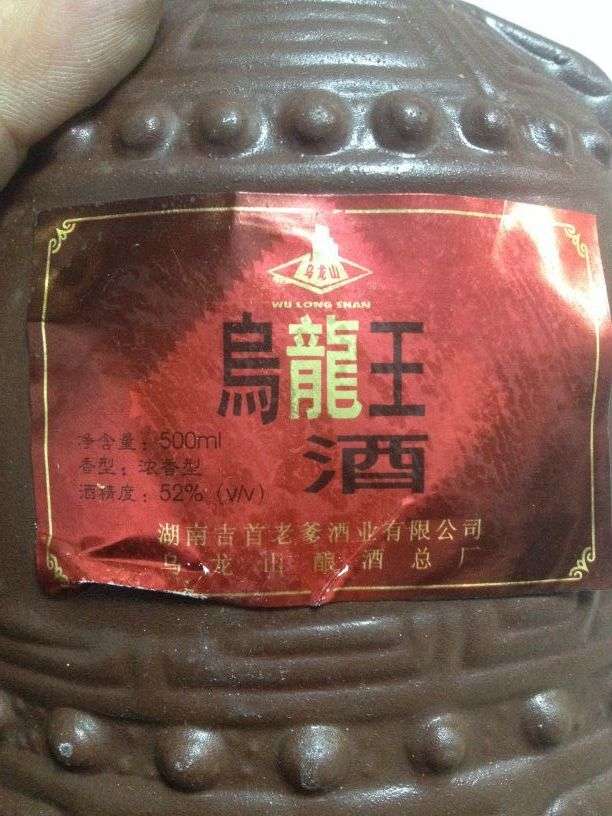 乌龙山
WU LONG SHAN
烏龍王
酒
净含量：500ml
香型：浓香型
酒精度：52%（v/v）
湖南吉首老爹酒业有限公司
乌龙山酿酒总厂